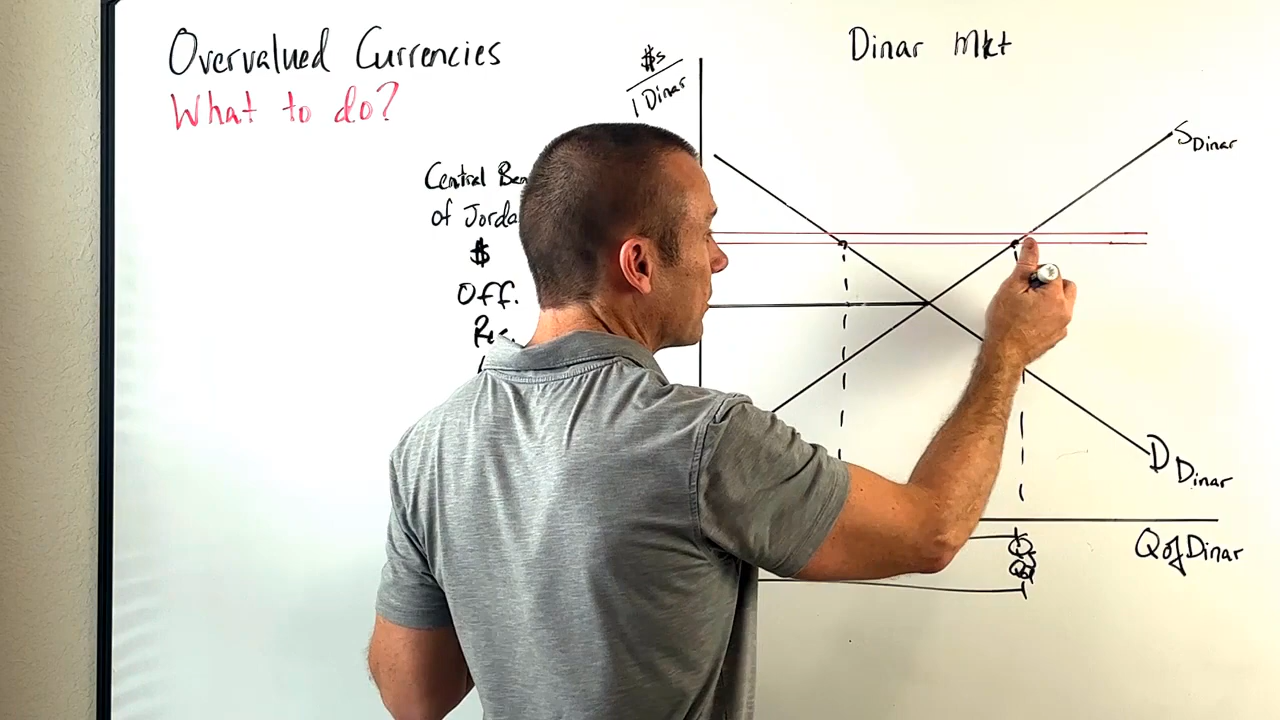 Overvalued Currencies
What to do?
Dinar Mkt
$s
1 Dinar
Central
of
$
Off.
S Dinar
D Dinar
Q of Dinar